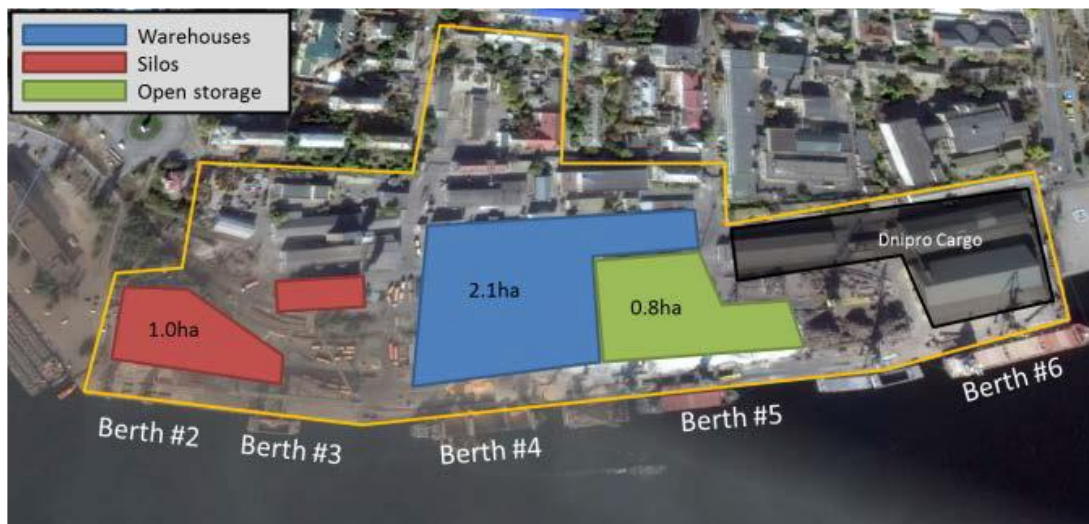 Warehouses
Silos
Open storage
Dnipro Cargo
2.1ha
0.8ha
1.0ha
Berth #2
Berth #3
Berth #4
Berth #5
Berth #6